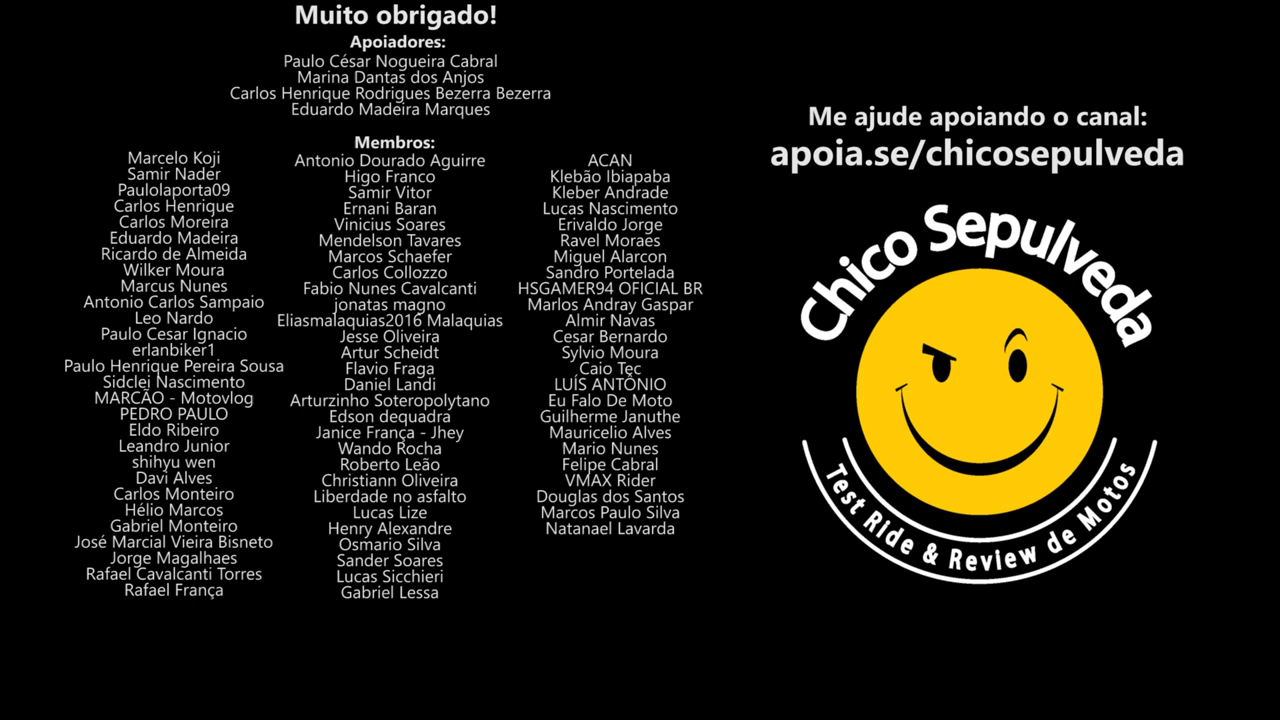 Muito obrigado!
Apoiadores:
Paulo César Nogueira Cabral
Marina Dantas dos Anjos
Carlos Henrique Rodrigues Bezerra Bezerra
Eduardo Madeira Marques
Membros:
Marcelo Koji
Samir Nader
Paulolaporta09
Carlos Henrique
Carlos Moreira
Eduardo Madeira
Ricardo de Almeida
Wilker Moura
Marcus Nunes
Antonio Carlos Sampaio
Leo Nardo
Paulo Cesar Ignacio
erlanbiker1
Paulo Henrique Pereira Sousa
Sidclei Nascimento
MARCÃO - Motovlog
PEDRO PAULO
Eldo Ribeiro
Leandro Junior
shihyu wen
Davi Alves
Carlos Monteiro
Hélio Marcos
Gabriel Monteiro
José Marcial Vieira Bisneto
Jorge Magalhaes
Rafael Cavalcanti Torres
Rafael França
Antonio Dourado Aguirre
Higo Franco
Samir Vitor
Ernani Baran
Vinicius Soares
Mendelson Tavares
Marcos Schaefer
Carlos Collozzo
Fabio Nunes Cavalcanti
jonatas magno
Eliasmalaquias2016 Malaquias
Jesse Oliveira
Artur Scheidt
Flavio Fraga
Daniel Landi
Arturzinho Soteropolytano
Edson dequadra
Janice França - Jhey
Wando Rocha
Roberto Leão
Christiann Oliveira
Liberdade no asfalto
Lucas Lize
Henry Alexandre
Osmario Silva
Sander Soares
Lucas Sicchieri
Gabriel Lessa
ACAN
Klebão Ibiapaba
Kleber Andrade
Lucas Nascimento
Erivaldo Jorge
Ravel Moraes
Miguel Alarcon
Sandro Portelada
HSGAMER94 OFICIAL BR
Marlos Andray Gaspar
Almir Navas
Cesar Bernardo
Sylvio Moura
Caio Tec
LUÍS ANTÔNIO
Eu Falo De Moto
Guilherme Januthe
Mauricelio Alves
Mario Nunes
Felipe Cabral
VMAX Rider
Douglas dos Santos
Marcos Paulo Silva
Natanael Lavarda
Me ajude apoiando o canal:
apoia.se/chicosepulveda
Chico Sepulveda
Test Ride & Review de Motos